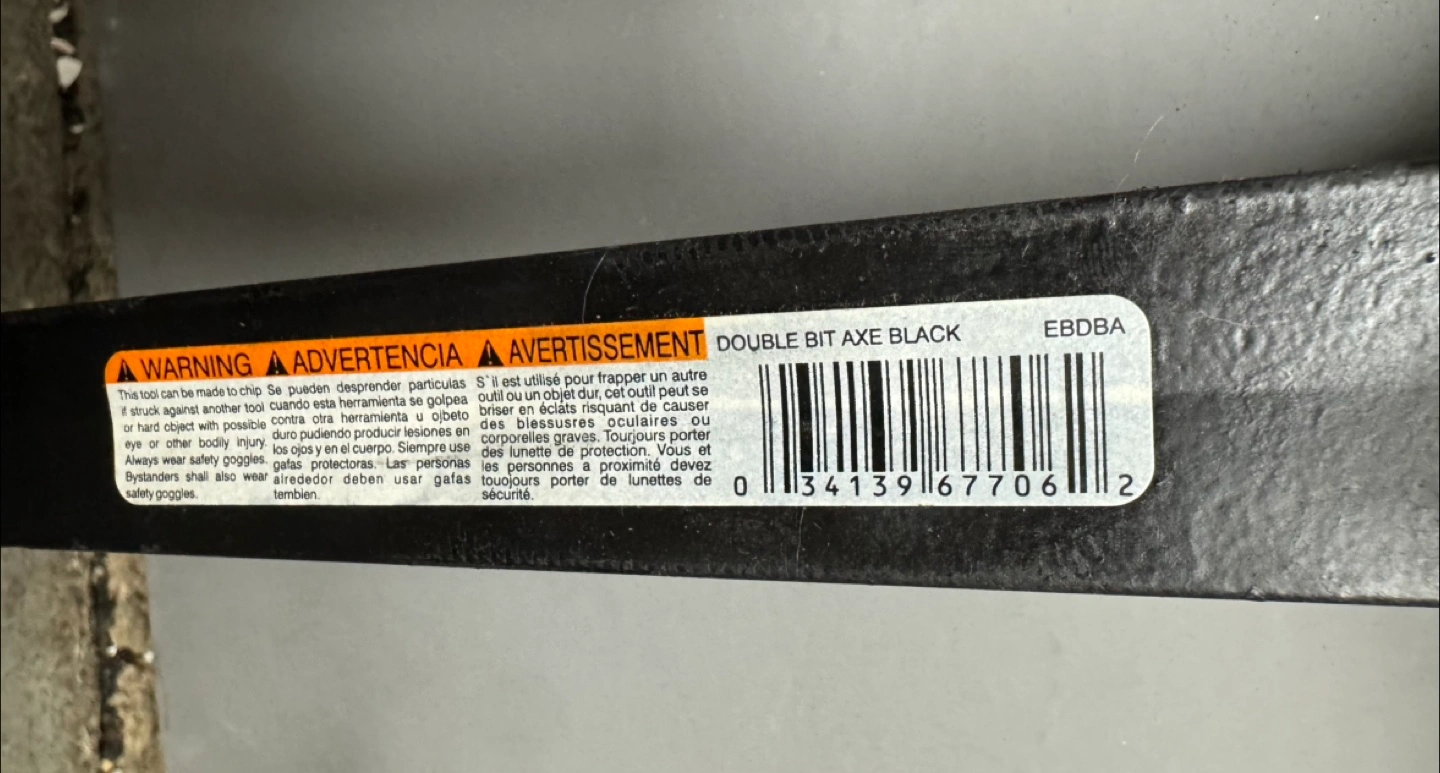 WARNING
This tool can be made to chip
if struck against another tool
or hard object with possible
eye or other bodily injury.
Always wear safety goggles.
Bystanders shall also wear
safety goggles.
ADVERTENCIA
Se pueden desprender particulas
cuando esta herramienta se golpea
contra otra herramienta u ojbeto
duro pudiendo producir lesiones en
los ojos y en el cuerpo. Siempre use
gafas protectoras. Las personas
alrededor deben usar gafas
tembien.
AVERTISSEMENT
S'il est utilisé pour frapper un autre
outil ou un objet dur, cet outil peut se
briser en éclats risquant de causer
des blessusres oculaires ou
corporelles graves. Tourjours porter
des lunette de protection. Vous et
les personnes a proximité devez
touojours porter de lunettes de
sécurité.
DOUBLE BIT AXE BLACK EBDBA
0 34139 67706 2